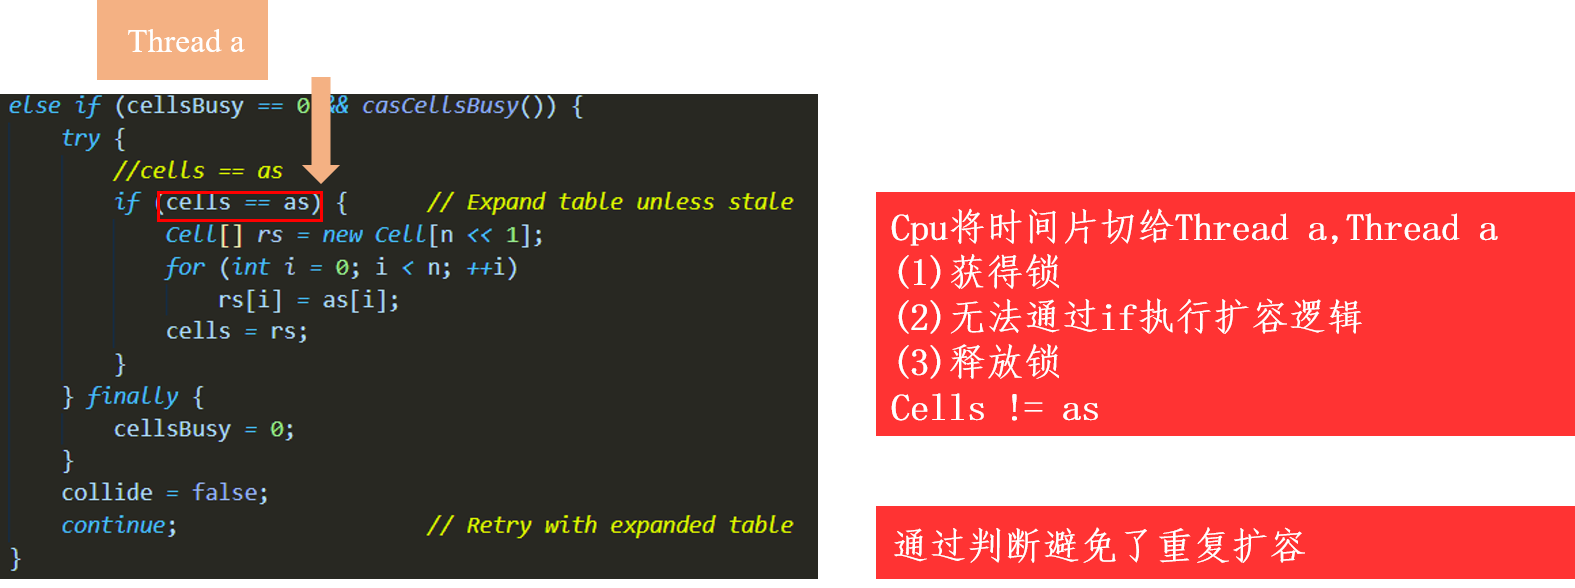 Thread a
else if (cellsBusy == 0 && casCellsBusy()) {
try {
//cells == as
if (cells == as) { // Expand table unless stale
Cell[] rs = new Cell[n << 1];
for (int i = 0; i < n; ++i)
rs[i] = as[i];
cells = rs;
}
} finally {
cellsBusy = 0;
}
collide = false;
continue; // Retry with expanded table
}
Cpu将时间片切给Thread a,Thread a
(1)获得锁
(2)无法通过if执行扩容逻辑
(3)释放锁
Cells != as
通过判断避免了重复扩容